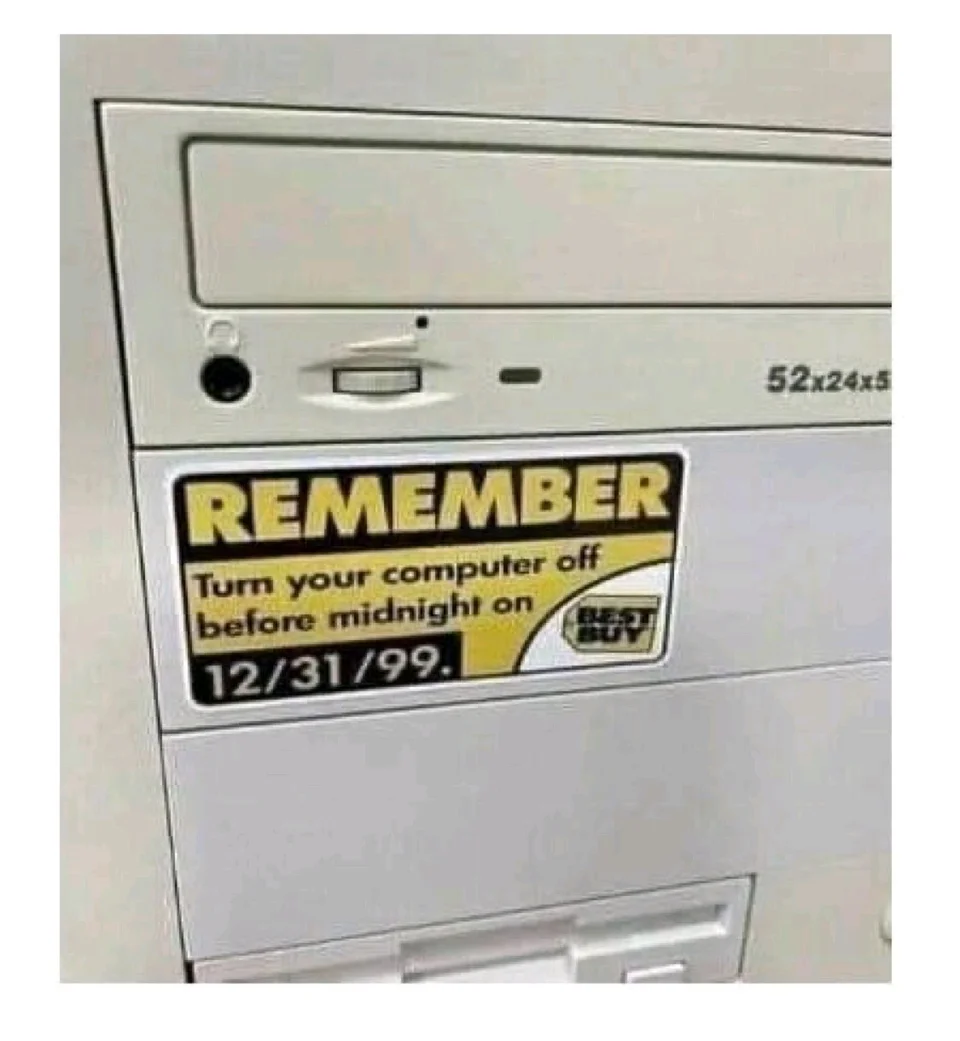 52x24x5
REMEMBER
Turn your computer off
before midnight on
12/31/99.
BEST
BUY